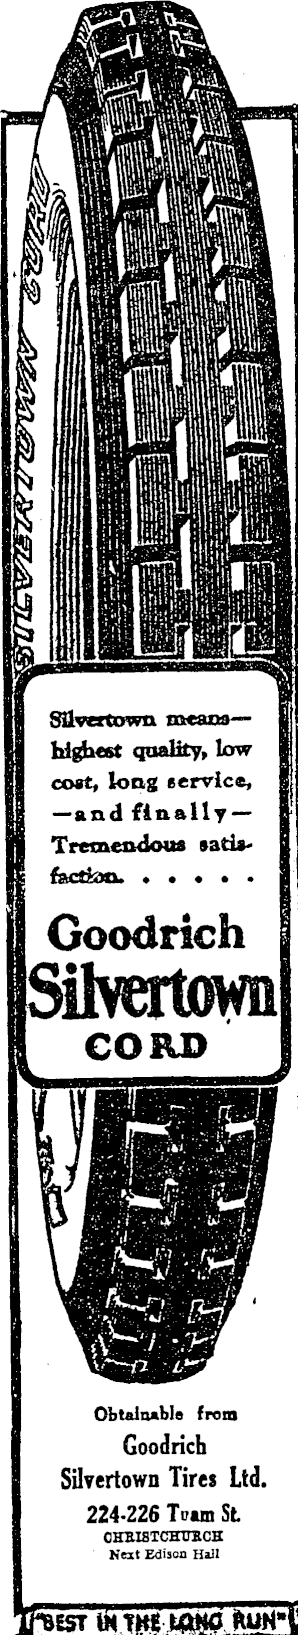 SILVERTOWN CORD
Silvertown means—
highest quality, low
cost, long service,
—and finally—
Tremendous satis-
faction. . . . . .
Goodrich
Silvertown
CORD
Obtainable from
Goodrich
Silvertown Tires Ltd.
224-226 Tuam St.
CHRISTCHURCH
Next Edison Hall
"BEST IN THE LONG RUN"